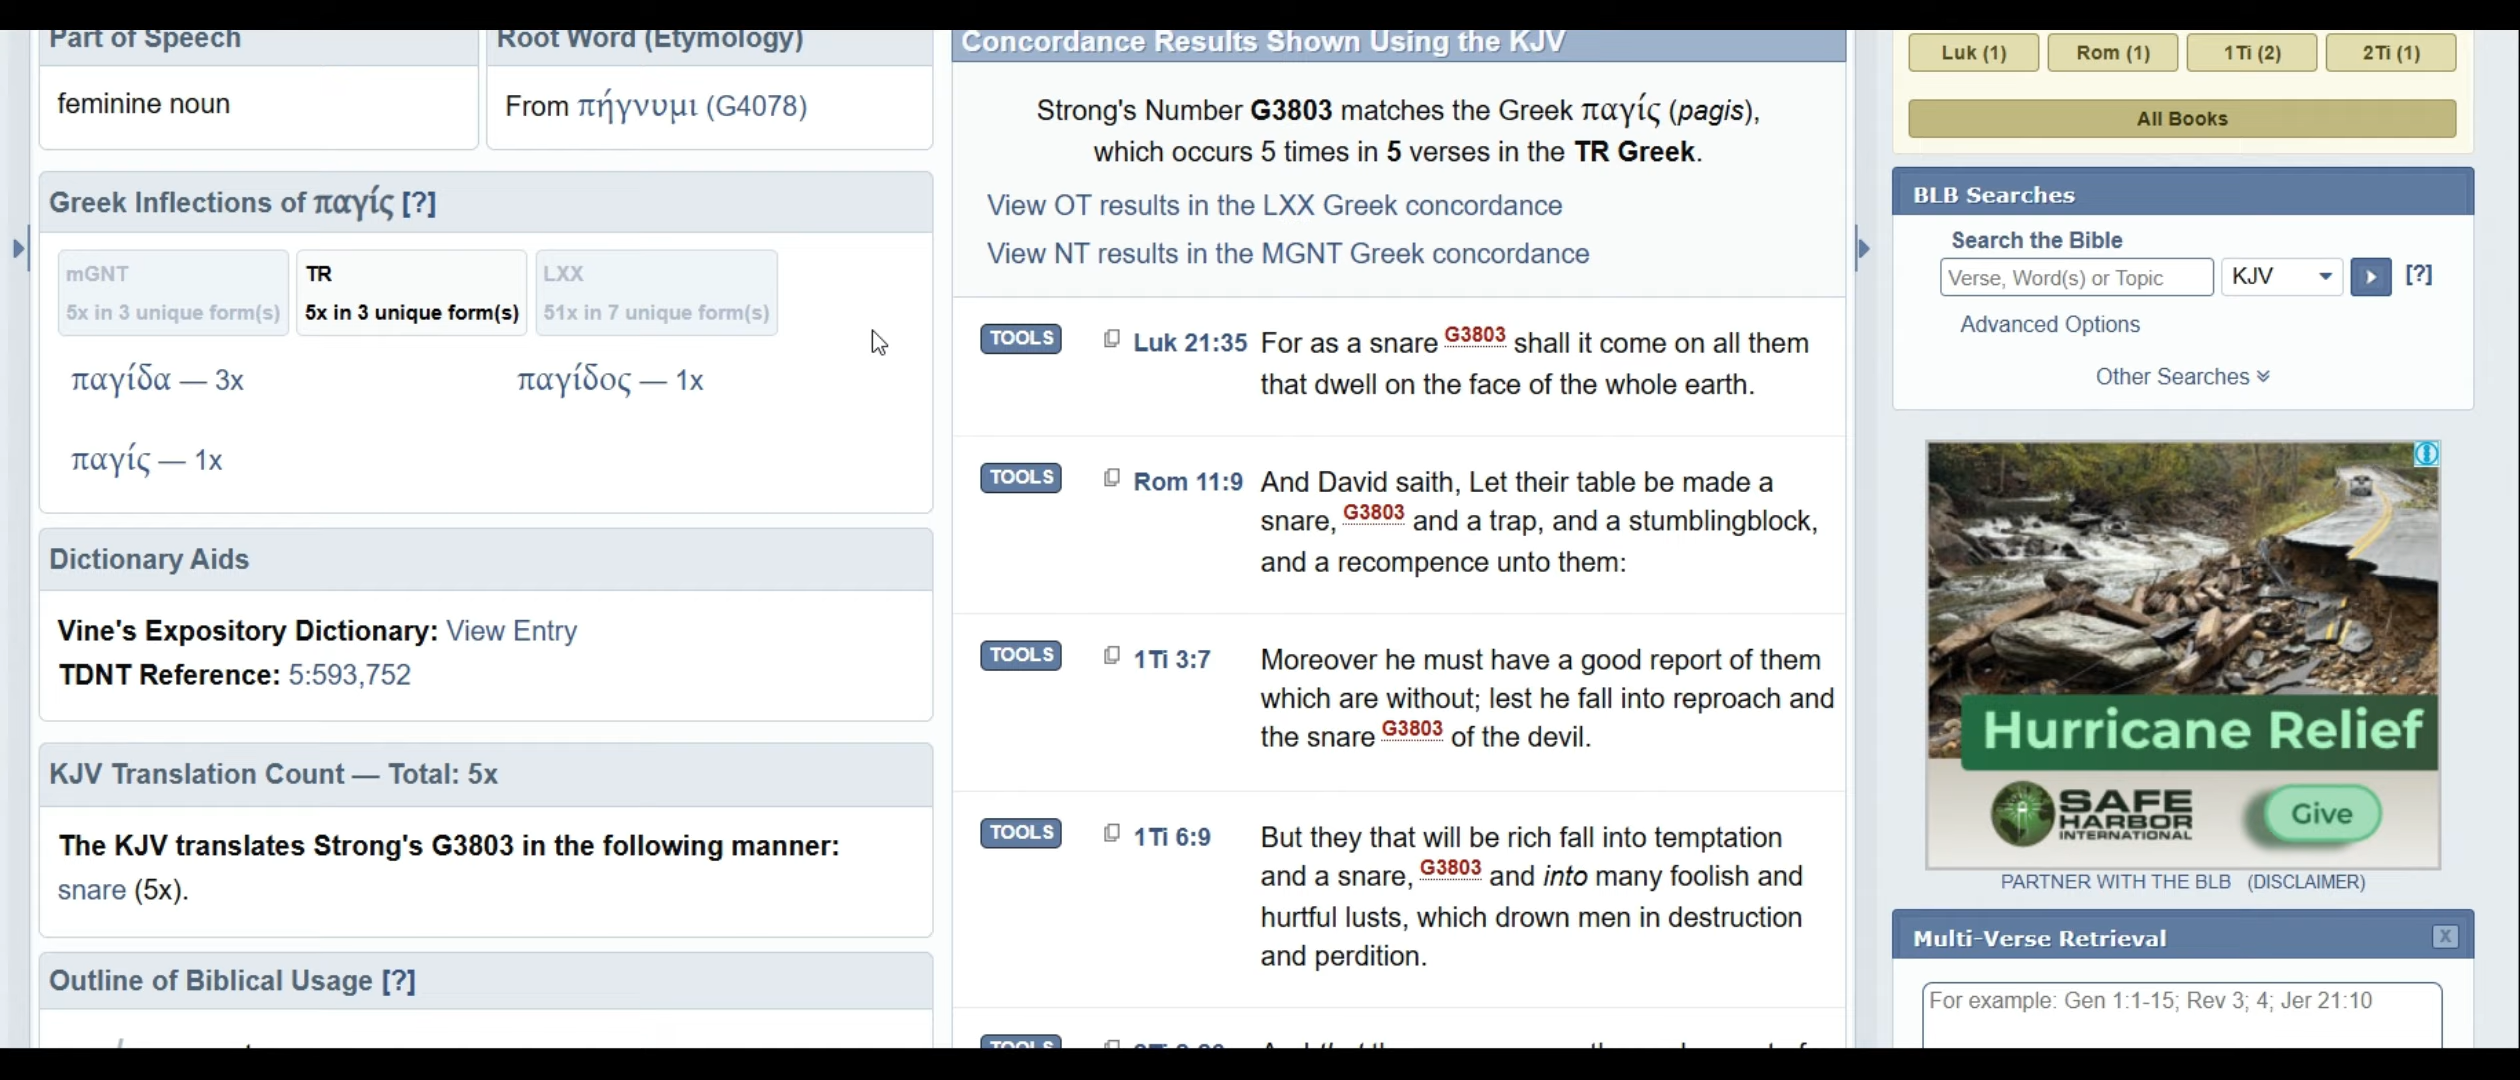 Part of Speech
feminine noun
Root Word (Etymology)
From πήγνυμι (G4078)
Greek Inflections of παγίς [?]
mGNT
5x in 3 unique form(s)
TR
5x in 3 unique form(s)
LXX
51x in 7 unique form(s)
παγίδα — 3x
παγίδος — 1x
παγίς — 1x
Dictionary Aids
Vine's Expository Dictionary: View Entry
TDNT Reference: 5:593,752
KJV Translation Count — Total: 5x
The KJV translates Strong's G3803 in the following manner:
snare (5x).
Outline of Biblical Usage [?]
Concordance Results Shown Using the KJV
Strong's Number G3803 matches the Greek παγίς (pagis),
which occurs 5 times in 5 verses in the TR Greek.
View OT results in the LXX Greek concordance
View NT results in the MGNT Greek concordance
TOOLS Luk 21:35 For as a snare G3803 shall it come on all them
that dwell on the face of the whole earth.
TOOLS Rom 11:9 And David saith, Let their table be made a
snare, G3803 and a trap, and a stumblingblock,
and a recompence unto them:
TOOLS 1Ti 3:7 Moreover he must have a good report of them
which are without; lest he fall into reproach and
the snare G3803 of the devil.
TOOLS 1Ti 6:9 But they that will be rich fall into temptation
and a snare, G3803 and into many foolish and
hurtful lusts, which drown men in destruction
and perdition.
TOOLS
Luk (1) Rom (1) 1Ti (2) 2Ti (1)
All Books
BLB Searches
Search the Bible
Verse, Word(s) or Topic KJV [?]
Advanced Options
Other Searches
Hurricane Relief
SAFE
HARBOR
INTERNATIONAL
Give
PARTNER WITH THE BLB (DISCLAIMER)
Multi-Verse Retrieval X
For example: Gen 1:1-15; Rev 3; 4; Jer 21:10